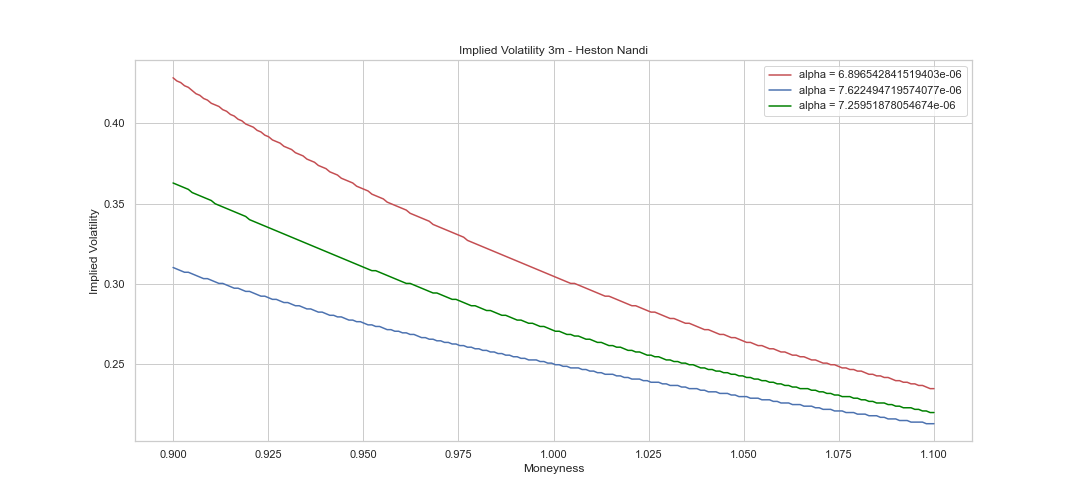 Implied Volatility 3m - Heston Nandi
alpha = 6.896542841519403e-06
alpha = 7.622494719574077e-06
alpha = 7.25951878054674e-06
Implied Volatility
0.40
0.35
0.30
0.25
0.900 0.925 0.950 0.975 1.000 1.025 1.050 1.075 1.100
Moneyness